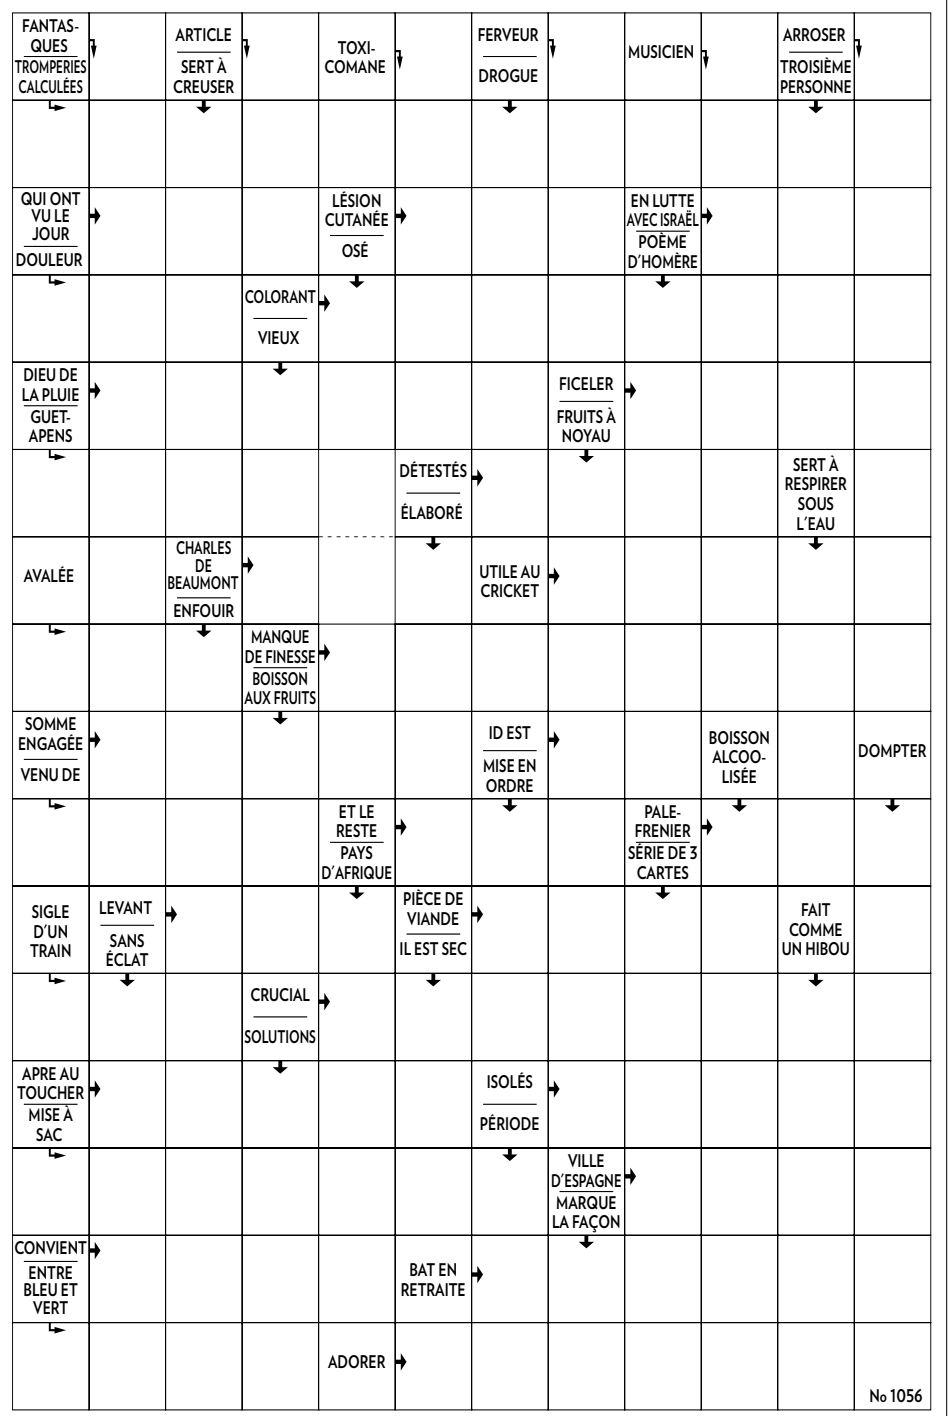 FANTAS-
QUES
TROMPERIES
CALCULÉES
ARTICLE
SERT À
CREUSER
TOXI-
COMANE
FERVEUR
DROGUE
MUSICIEN
ARROSER
TROISIÈME
PERSONNE
QUI ONT
VU LE
JOUR
DOULEUR
LÉSION
CUTANÉE
OSÉ
EN LUTTE
AVEC ISRAËL
POÈME
D'HOMÈRE
COLORANT
VIEUX
DIEU DE
LA PLUIE
GUET-
APENS
FICELER
FRUITS À
NOYAU
DÉTESTÉS
ÉLABORÉ
SERT À
RESPIRER
SOUS
L'EAU
AVALÉE
CHARLES
DE
BEAUMONT
ENFOUIR
UTILE AU
CRICKET
MANQUE
DE FINESSE
BOISSON
AUX FRUITS
SOMME
ENGAGÉE
VENU DE
ID EST
MISE EN
ORDRE
BOISSON
ALCOO-
LISÉE
DOMPTER
ET LE
RESTE
PAYS
D'AFRIQUE
PALE-
FRENIER
SÉRIE DE 3
CARTES
SIGLE
D'UN
TRAIN
LEVANT
SANS
ÉCLAT
PIÈCE DE
VIANDE
IL EST SEC
FAIT
COMME
UN HIBOU
CRUCIAL
SOLUTIONS
APRE AU
TOUCHER
MISE À
SAC
ISOLÉS
PÉRIODE
VILLE
D'ESPAGNE
MARQUE
LA FAÇON
CONVIENT
ENTRE
BLEU ET
VERT
BAT EN
RETRAITE
ADORER
No 1056